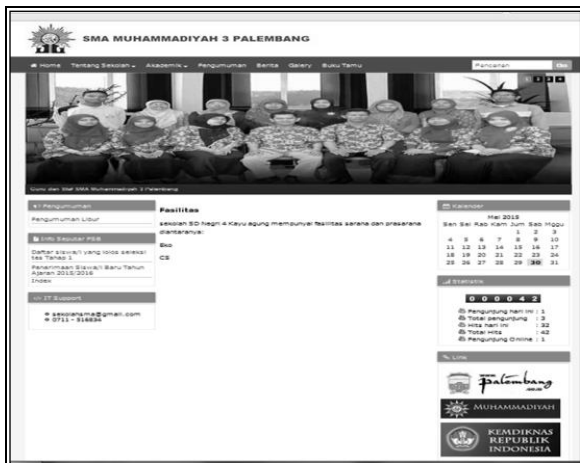 SMA MUHAMMADIYAH 3 PALEMBANG
Home Tentang Sekolah Akademik Pengumuman Berita Galery Buku Tamu Pencarian Go
1 2 3 4
Guru dan Staf SMA Muhammadiyah 3 Palembang
Pengumuman
Pengumuman Libur
Info Seputar PSB
Daftar siswa/i yang lolos seleksi
tes Tahap 1
Penerimaan Siswa/i Baru Tahun
Ajaran 2015/2016
Index
</> IT Support
sekolahsma@gmail.com
0711 - 516834
Fasilitas
sekolah SD Negri 4 Kayu agung mempunyai fasilitas sarana dan prasarana
diantaranya:
Eko
CS
Kalender
Mei 2015
Sen Sel Rab Kam Jum Sab Mggu
1 2 3
4 5 6 7 8 9 10
11 12 13 14 15 16 17
18 19 20 21 22 23 24
25 26 27 28 29 30 31
Statistik
000042
Pengunjung hari ini : 1
Total pengunjung : 3
Hits hari ini : 32
Total Hits : 42
Pengunjung Online : 1
Link
palembang
MUHAMMADIYAH
KEMDIKNAS
REPUBLIK
INDONESIA